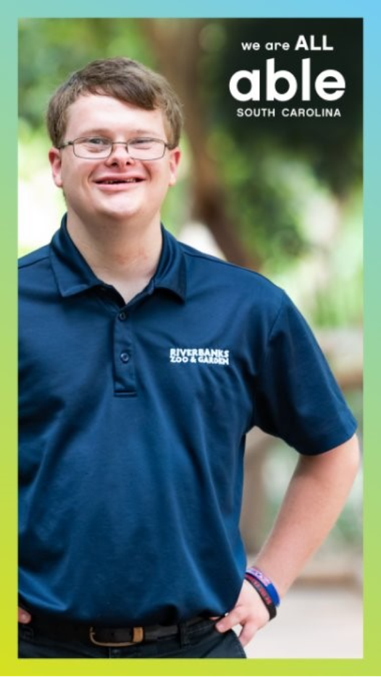 we are ALL
able
SOUTH CAROLINA
RIVERBANKS
ZOO & GARDEN